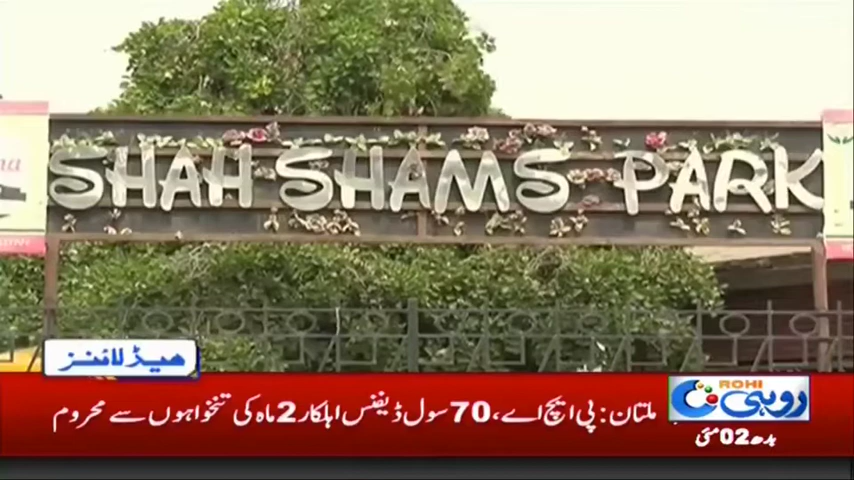 SHAH SHAMS PARK
ہیڈ لائنز
ملتان: پی ایچ اے، 70 سول ڈیفنس اہلکار 2 ماہ کی تنخواہوں سے محروم
ROHI
روہی
بدھ 02 مئی